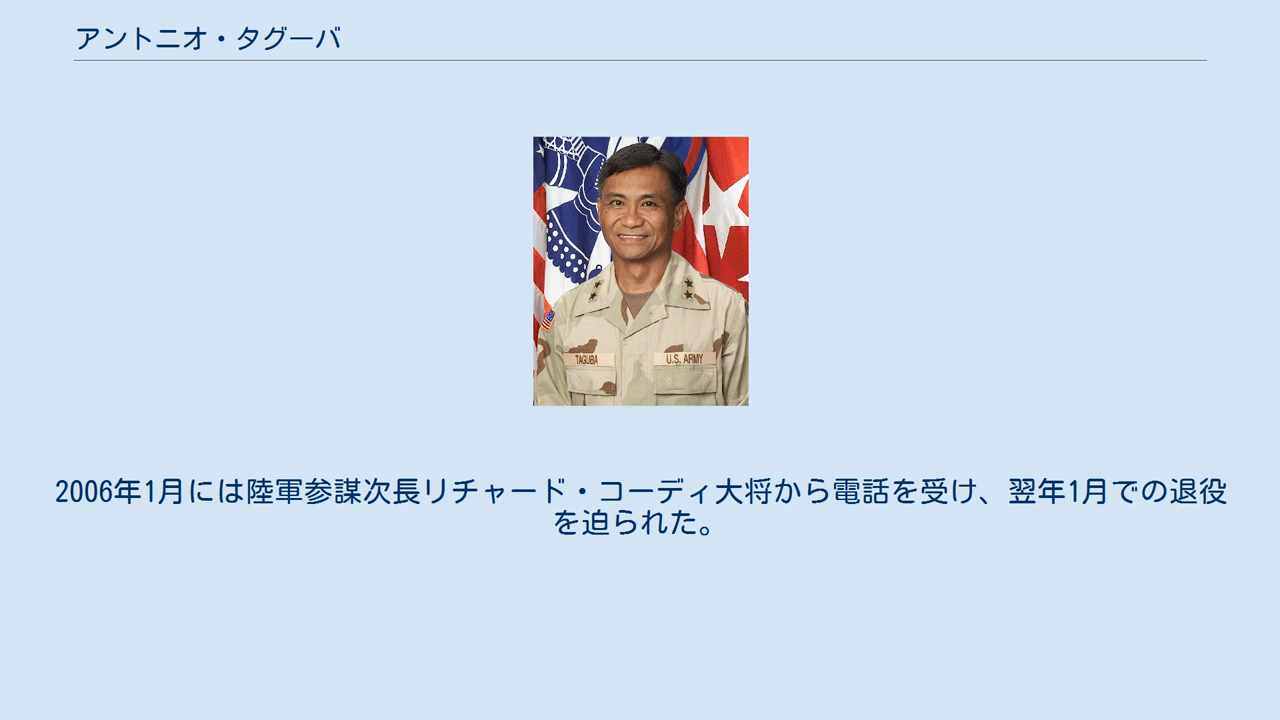 アントニオ・タグーバ
TAGUBA
U.S. ARMY
2006年1月には陸軍参謀次長リチャード・コーディ大将から電話を受け、翌年1月での退役
を迫られた。